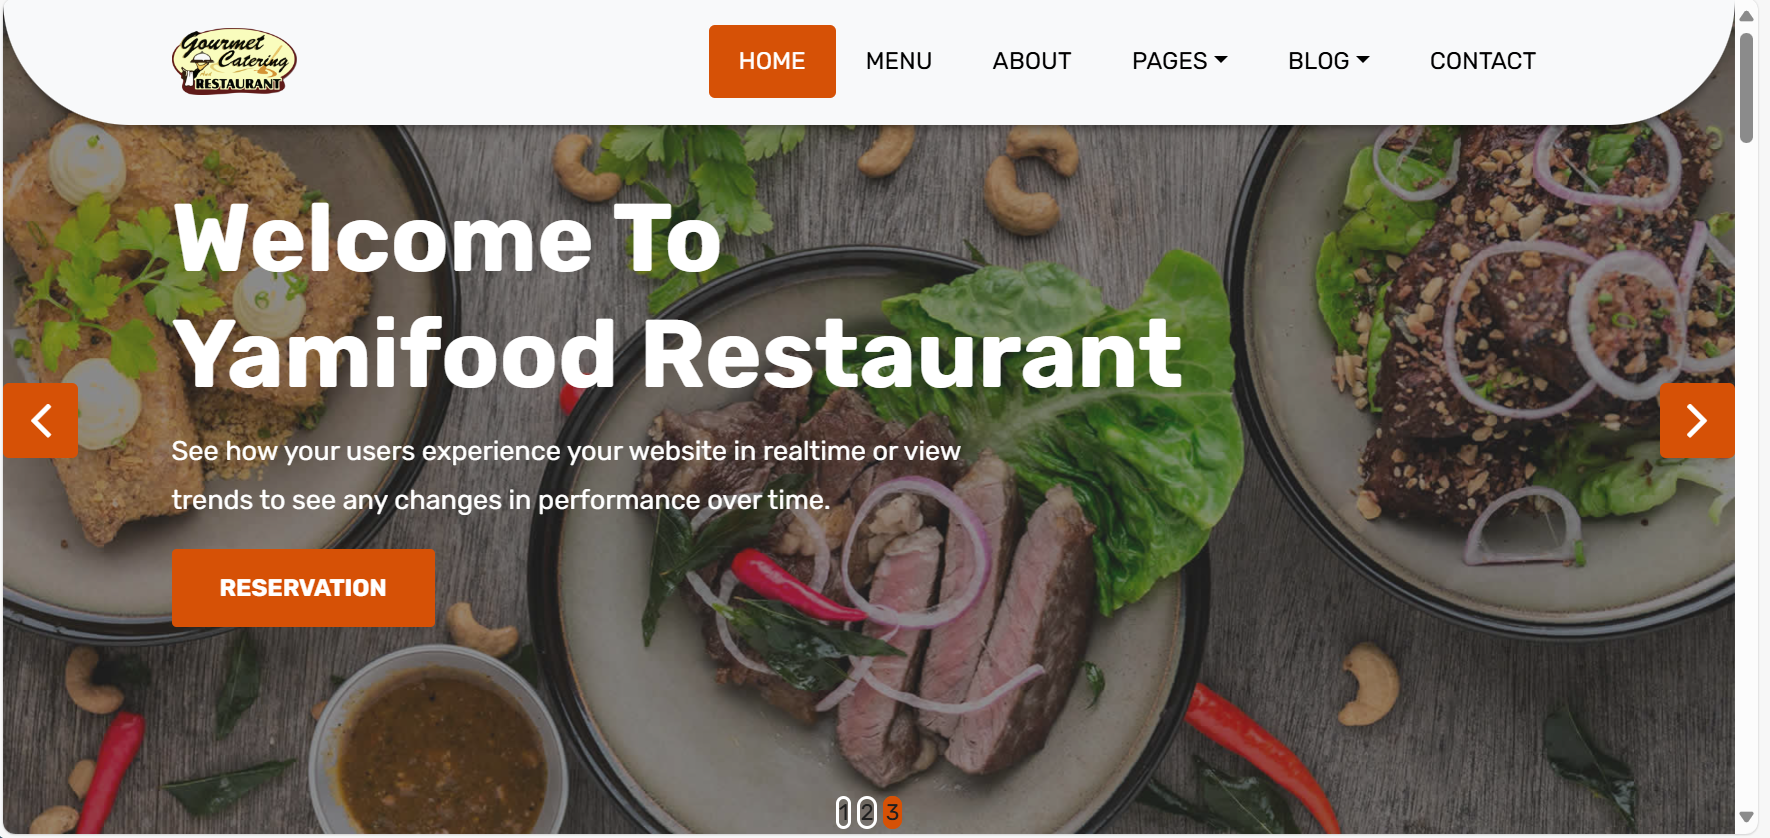 Gourmet
Catering
RESTAURANT
HOME
MENU
ABOUT
PAGES
BLOG
CONTACT
Welcome To
Yamifood Restaurant
See how your users experience your website in realtime or view
trends to see any changes in performance over time.
RESERVATION
1 2 3